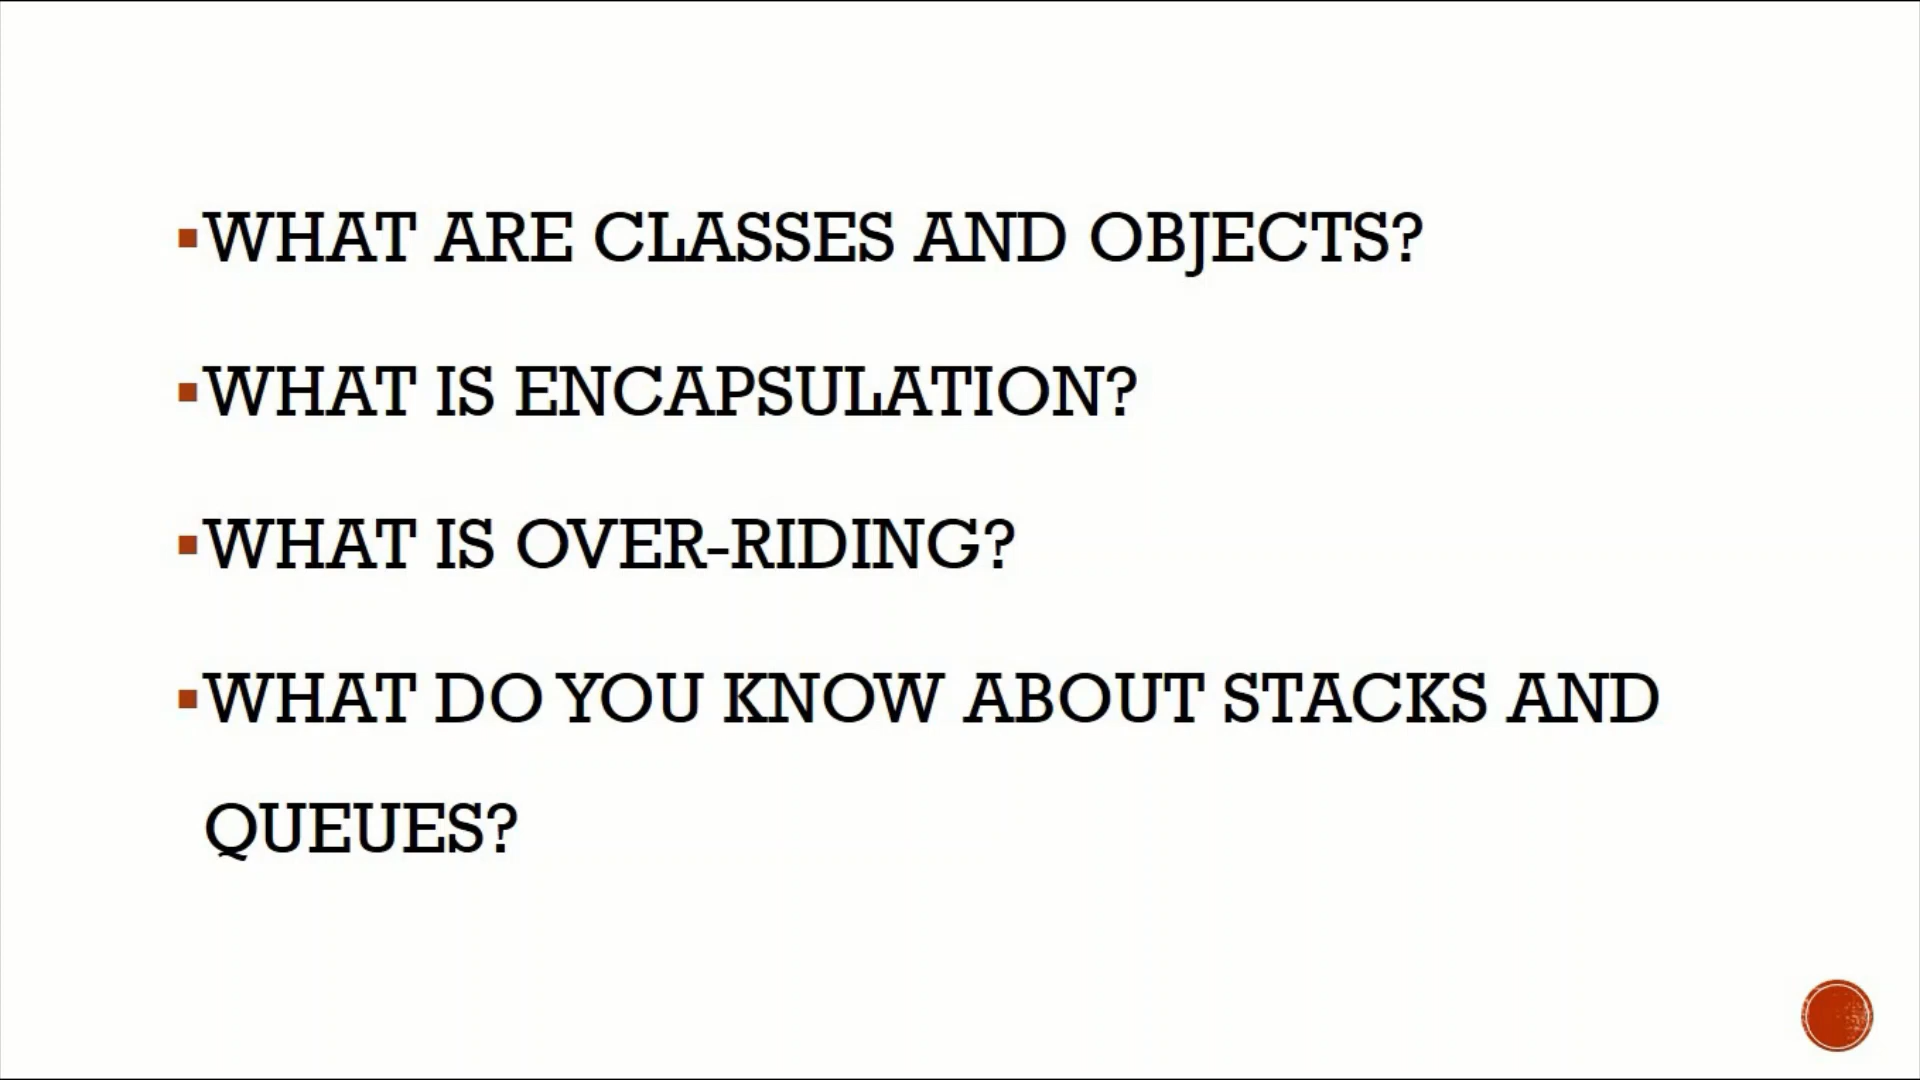 ▪WHAT ARE CLASSES AND OBJECTS?
▪WHAT IS ENCAPSULATION?
▪WHAT IS OVER-RIDING?
▪WHAT DO YOU KNOW ABOUT STACKS AND
QUEUES?